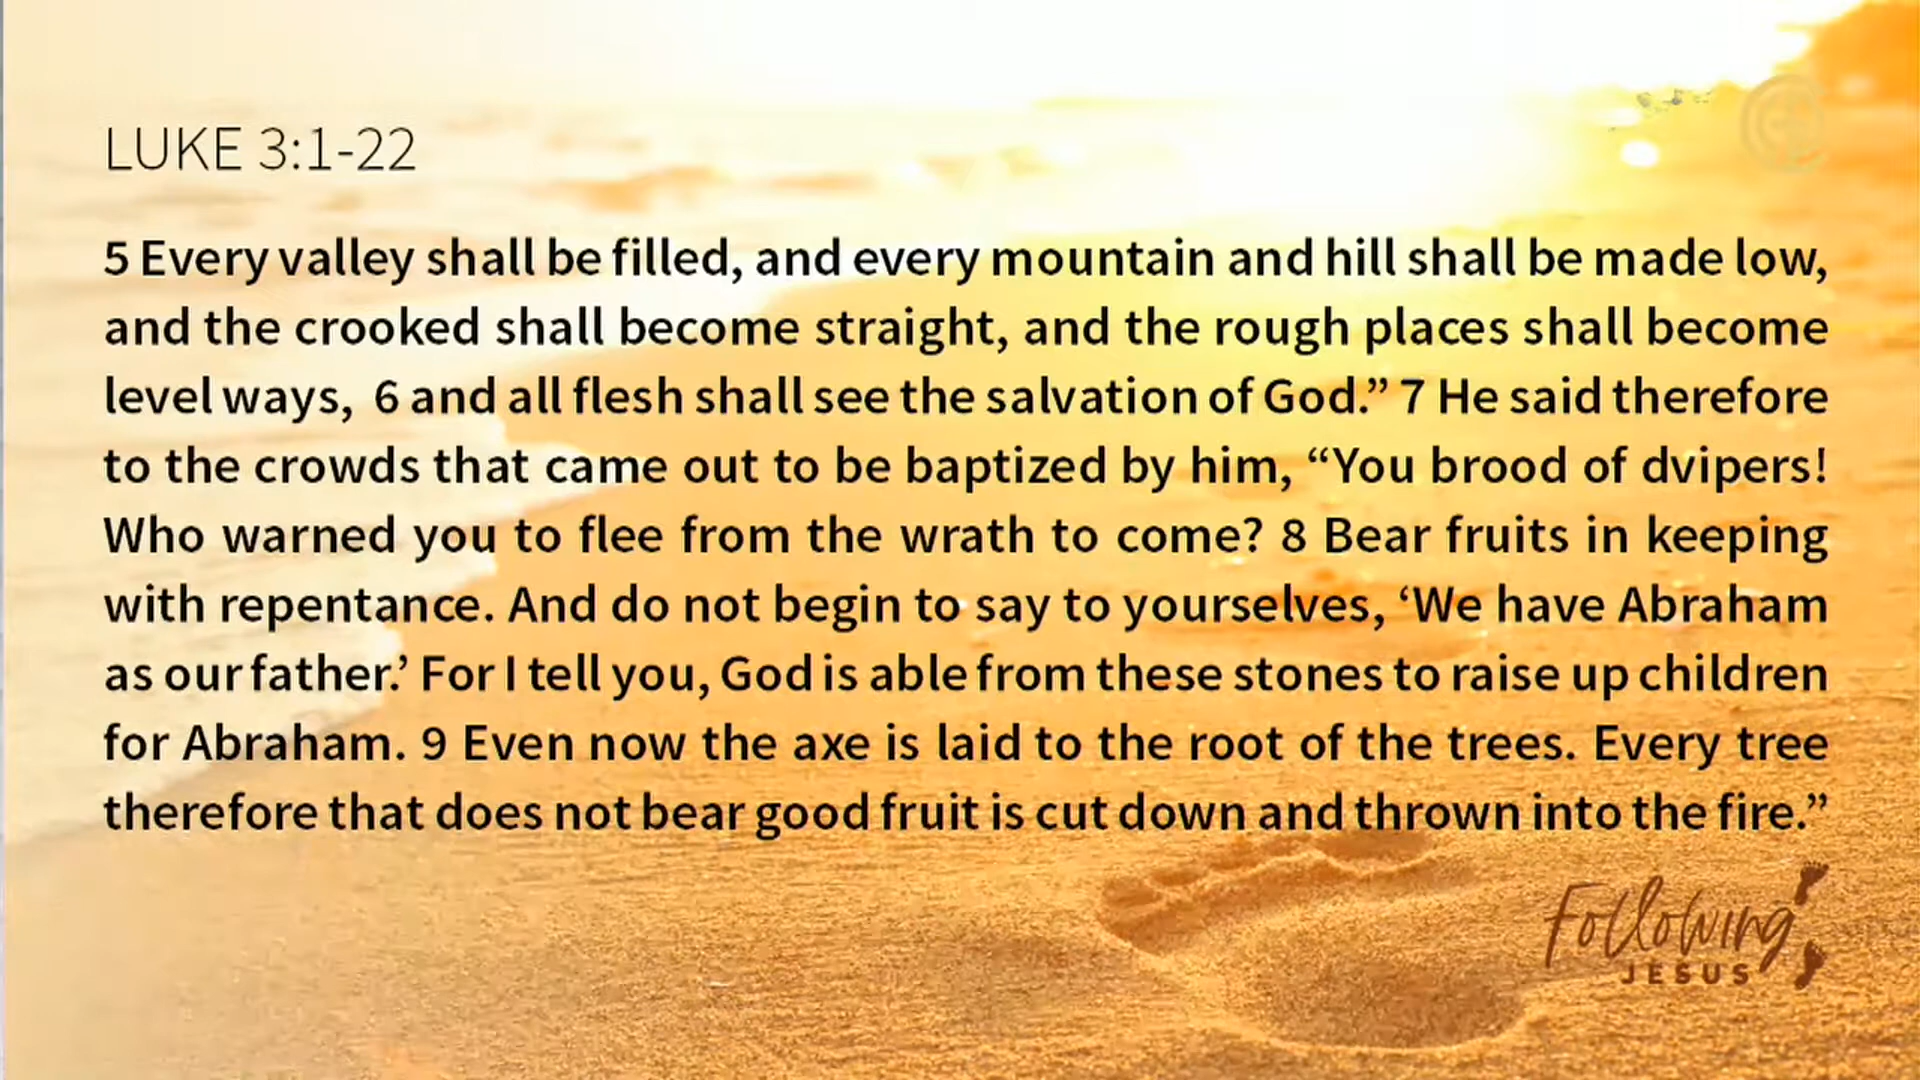 LUKE 3:1-22
5 Every valley shall be filled, and every mountain and hill shall be made low,
and the crooked shall become straight, and the rough places shall become
level ways, 6 and all flesh shall see the salvation of God.” 7 He said therefore
to the crowds that came out to be baptized by him, “You brood of dvipers!
Who warned you to flee from the wrath to come? 8 Bear fruits in keeping
with repentance. And do not begin to say to yourselves, ‘We have Abraham
as our father.’ For I tell you, God is able from these stones to raise up children
for Abraham. 9 Even now the axe is laid to the root of the trees. Every tree
therefore that does not bear good fruit is cut down and thrown into the fire.”
Following
JESUS